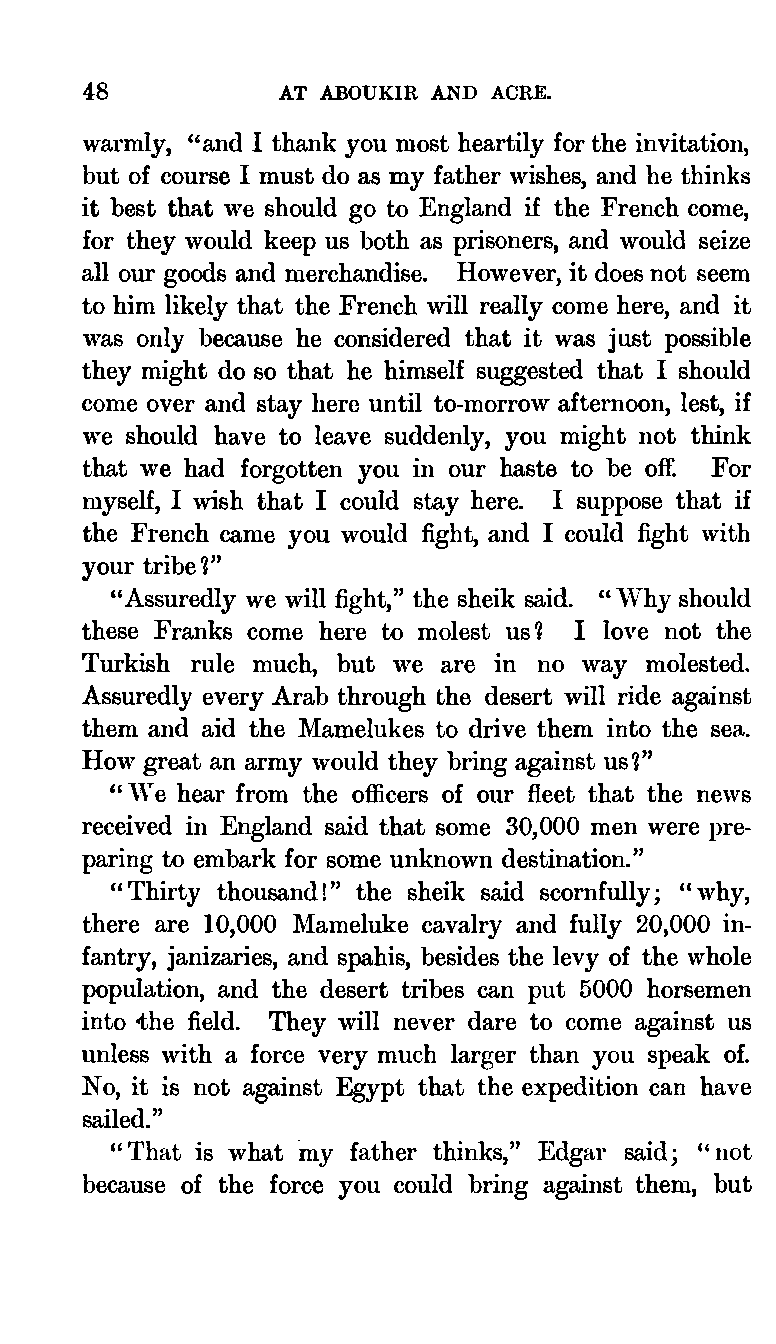 48 AT ABOUKIR AND ACRE.
warmly, “and I thank you most heartily for the invitation,
but of course I must do as my father wishes, and he thinks
it best that we should go to England if the French come,
for they would keep us both as prisoners, and would seize
all our goods and merchandise. However, it does not seem
to him likely that the French will really come here, and it
was only because he considered that it was just possible
they might do so that he himself suggested that I should
come over and stay here until to-morrow afternoon, lest, if
we should have to leave suddenly, you might not think
that we had forgotten you in our haste to be off. For
myself, I wish that I could stay here. I suppose that if
the French came you would fight, and I could fight with
your tribe?”
“Assuredly we will fight,” the sheik said. “Why should
these Franks come here to molest us? I love not the
Turkish rule much, but we are in no way molested.
Assuredly every Arab through the desert will ride against
them and aid the Mamelukes to drive them into the sea.
How great an army would they bring against us?”
“We hear from the officers of our fleet that the news
received in England said that some 30,000 men were pre-
paring to embark for some unknown destination.”
“Thirty thousand!” the sheik said scornfully; “why,
there are 10,000 Mameluke cavalry and fully 20,000 in-
fantry, janizaries, and spahis, besides the levy of the whole
population, and the desert tribes can put 5000 horsemen
into the field. They will never dare to come against us
unless with a force very much larger than you speak of.
No, it is not against Egypt that the expedition can have
sailed.”
“That is what my father thinks,” Edgar said; “not
because of the force you could bring against them, but